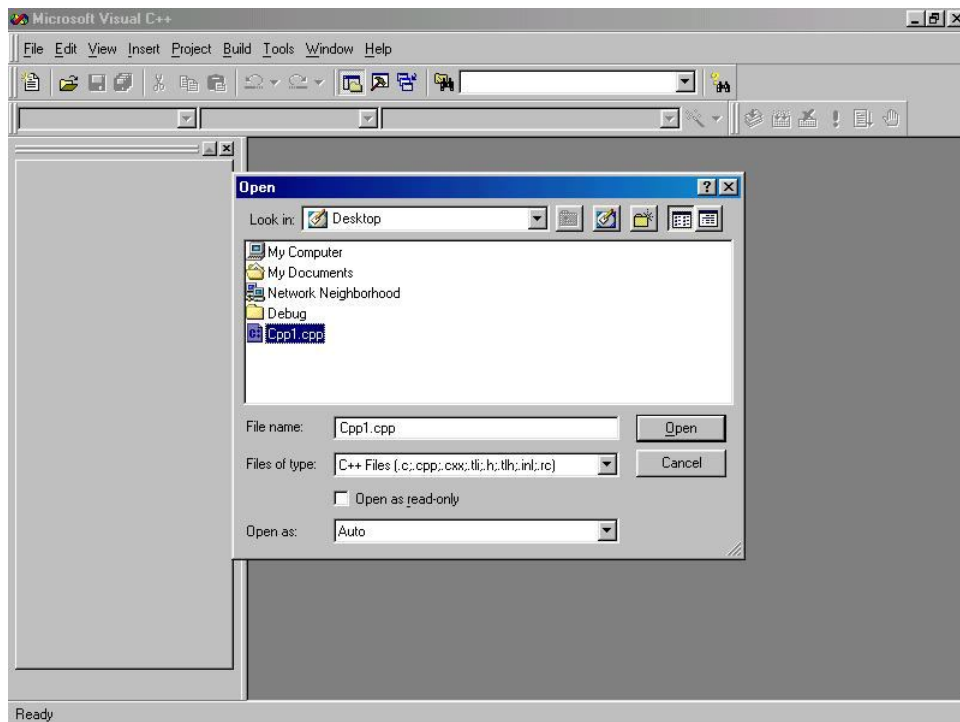 Microsoft Visual C++
File Edit View Insert Project Build Tools Window Help
Open
Look in: Desktop
My Computer
My Documents
Network Neighborhood
Debug
Cpp1.cpp
File name: Cpp1.cpp
Open
Files of type: C++ Files (.c;.cpp;.cxx;.tli;.h;.tlh;.inl;.rc)
Cancel
Open as read-only
Open as: Auto
Ready